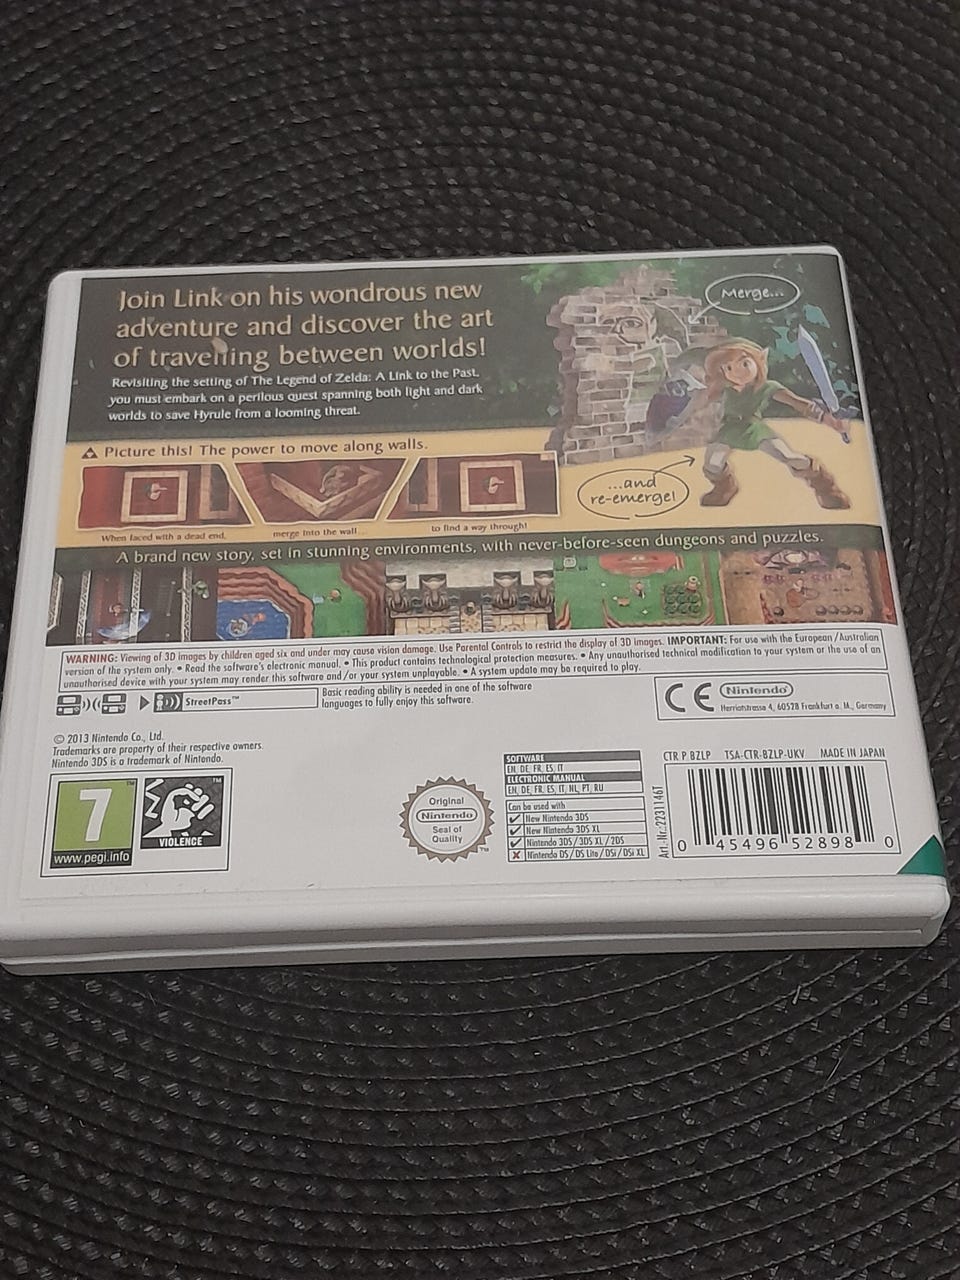 Join Link on his wondrous new
adventure and discover the art
of travelling between worlds!
Revisiting the setting of The Legend of Zelda: A Link to the Past,
you must embark on a perilous quest spanning both light and dark
worlds to save Hyrule from a looming threat.
Merge...
...and
re-emerge!
Picture this! The power to move along walls.
When faced with a dead end,
merge into the wall...
to find a way through!
A brand new story, set in stunning environments, with never-before-seen dungeons and puzzles.
WARNING: Viewing of 3D images by children aged six and under may cause vision damage. Use Parental Controls to restrict the display of 3D images. IMPORTANT: For use with the European/Australian
version of the system only. • Read the software's electronic manual. • This product contains technological protection measures. • Any unauthorised technical modification to your system or the use of an
unauthorised device with your system may render this software and/or your system unplayable. • A system update may be required to play.
StreetPass™
Basic reading ability is needed in one of the software
languages to fully enjoy this software.
CE
Nintendo
Herriotstrasse 4, 60528 Frankfurt a. M., Germany
© 2013 Nintendo Co., Ltd.
Trademarks are property of their respective owners.
Nintendo 3DS is a trademark of Nintendo.
7™
www.pegi.info
™
VIOLENCE
Original
Nintendo
Seal of
Quality
™
SOFTWARE
EN, DE, FR, ES, IT
ELECTRONIC MANUAL
EN, DE, FR, ES, IT, NL, PT, RU
Can be used with
✓ New Nintendo 3DS
✓ New Nintendo 3DS XL
✓ Nintendo 3DS/3DS XL/2DS
✗ Nintendo DS/DS Lite/DSi/DSi XL
Art.-Nr.: 2231146T
CTR P BZLP TSA-CTR-BZLP-UKV MADE IN JAPAN
0 45496 52898 0